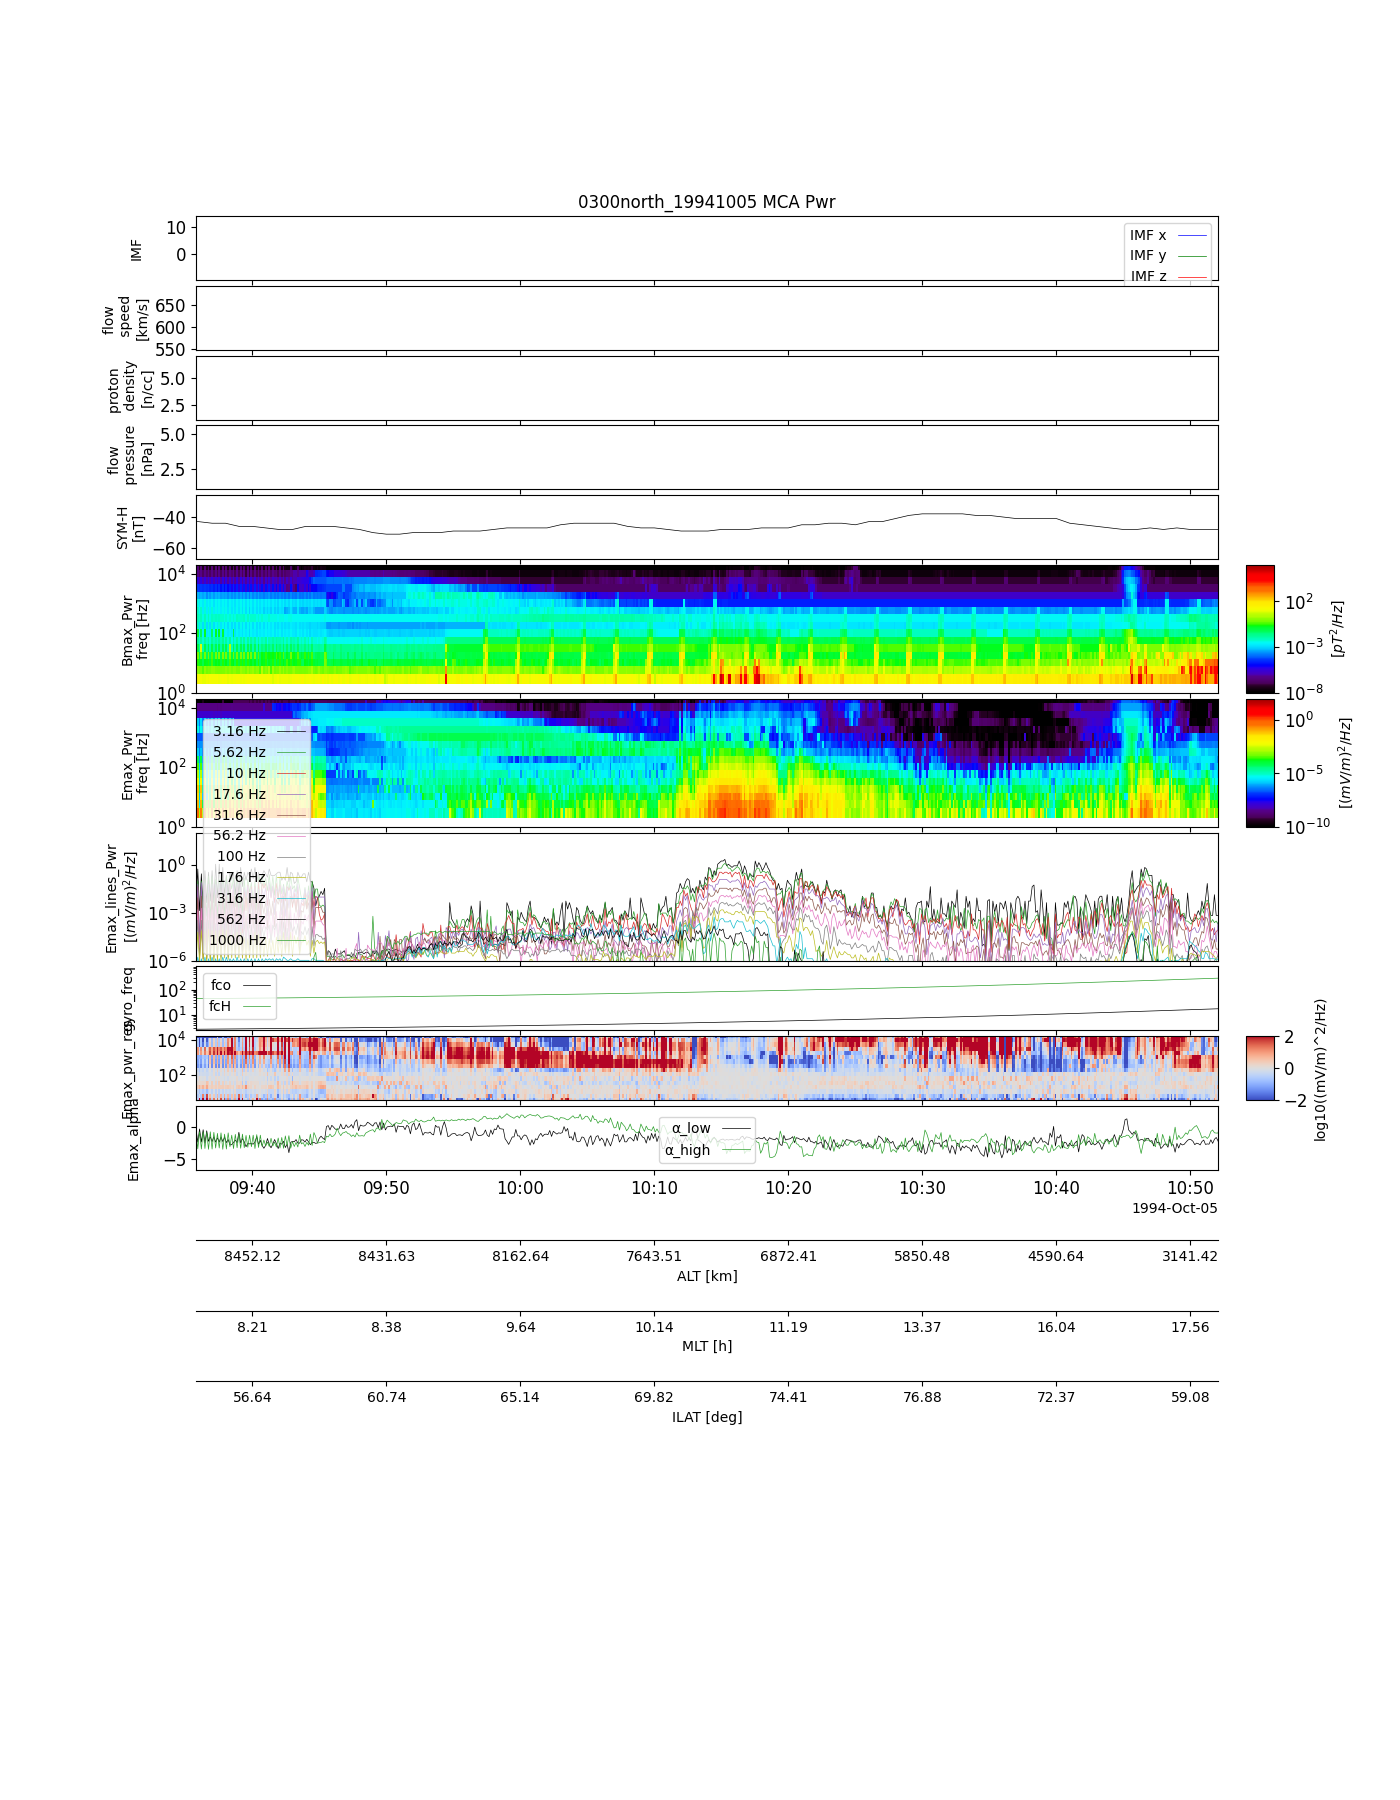 0300north_19941005 MCA Pwr
IMF
10
0
IMF x
IMF y
IMF z
flow
speed
[km/s]
650
600
550
proton
density
[n/cc]
5.0
2.5
flow
pressure
[nPa]
5.0
2.5
SYM-H
[nT]
−40
−60
Bmax_Pwr
freq [Hz]
10^4
10^2
10^0
10^2
10^−3
10^−8
[pT^2/Hz]
Emax_Pwr
freq [Hz]
10^4
10^2
10^0
10^0
10^−5
10^−10
[(mV/m)^2/Hz]
3.16 Hz
5.62 Hz
10 Hz
17.6 Hz
31.6 Hz
56.2 Hz
100 Hz
176 Hz
316 Hz
562 Hz
1000 Hz
Emax_lines_Pwr
[(mV/m)^2/Hz]
10^0
10^−3
10^−6
gyro_freq
10^2
10^1
fco
fcH
Emax_pwr_res
10^4
10^2
2
0
−2
log10((mV/m)^2/Hz)
Emax_alpha
0
−5
α_low
α_high
09:40 09:50 10:00 10:10 10:20 10:30 10:40 10:50
1994-Oct-05
8452.12 8431.63 8162.64 7643.51 6872.41 5850.48 4590.64 3141.42
ALT [km]
8.21 8.38 9.64 10.14 11.19 13.37 16.04 17.56
MLT [h]
56.64 60.74 65.14 69.82 74.41 76.88 72.37 59.08
ILAT [deg]